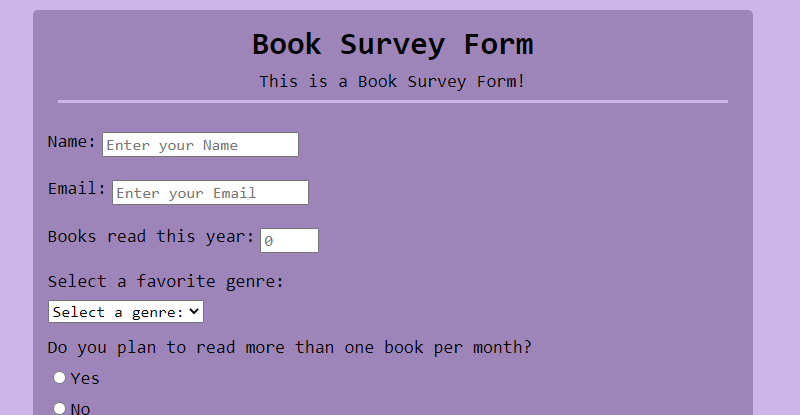 Book Survey Form
This is a Book Survey Form!
Name: Enter your Name
Email: Enter your Email
Books read this year: 0
Select a favorite genre:
Select a genre:
Do you plan to read more than one book per month?
Yes
No